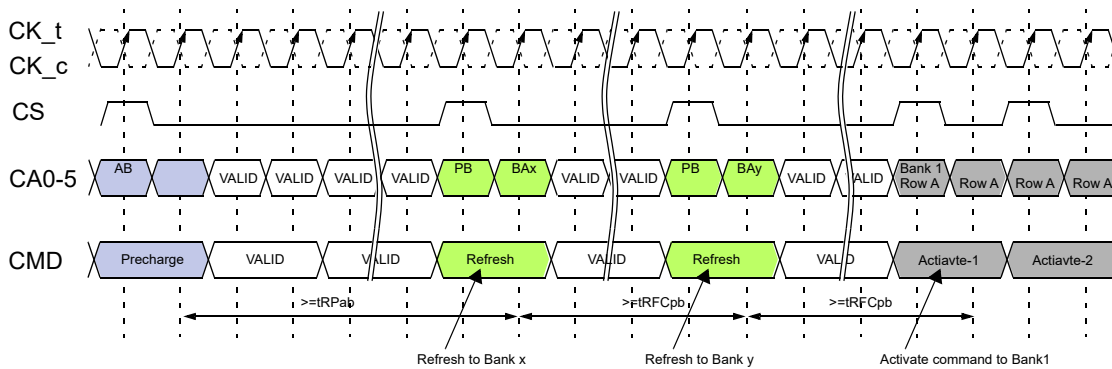 CK_t
CK_c
CS
CA0-5
AB
VALID
VALID
VALID
VALID
PB
BAx
VALID
VALID
PB
BAy
VALID
VALID
Bank 1
Row A
Row A
Row A
Row A
CMD
Precharge
VALID
VALID
Refresh
VALID
Refresh
VALID
Actiavte-1
Actiavte-2
>=tRPab
>=tRFCpb
>=tRFCpb
Refresh to Bank x
Refresh to Bank y
Activate command to Bank1